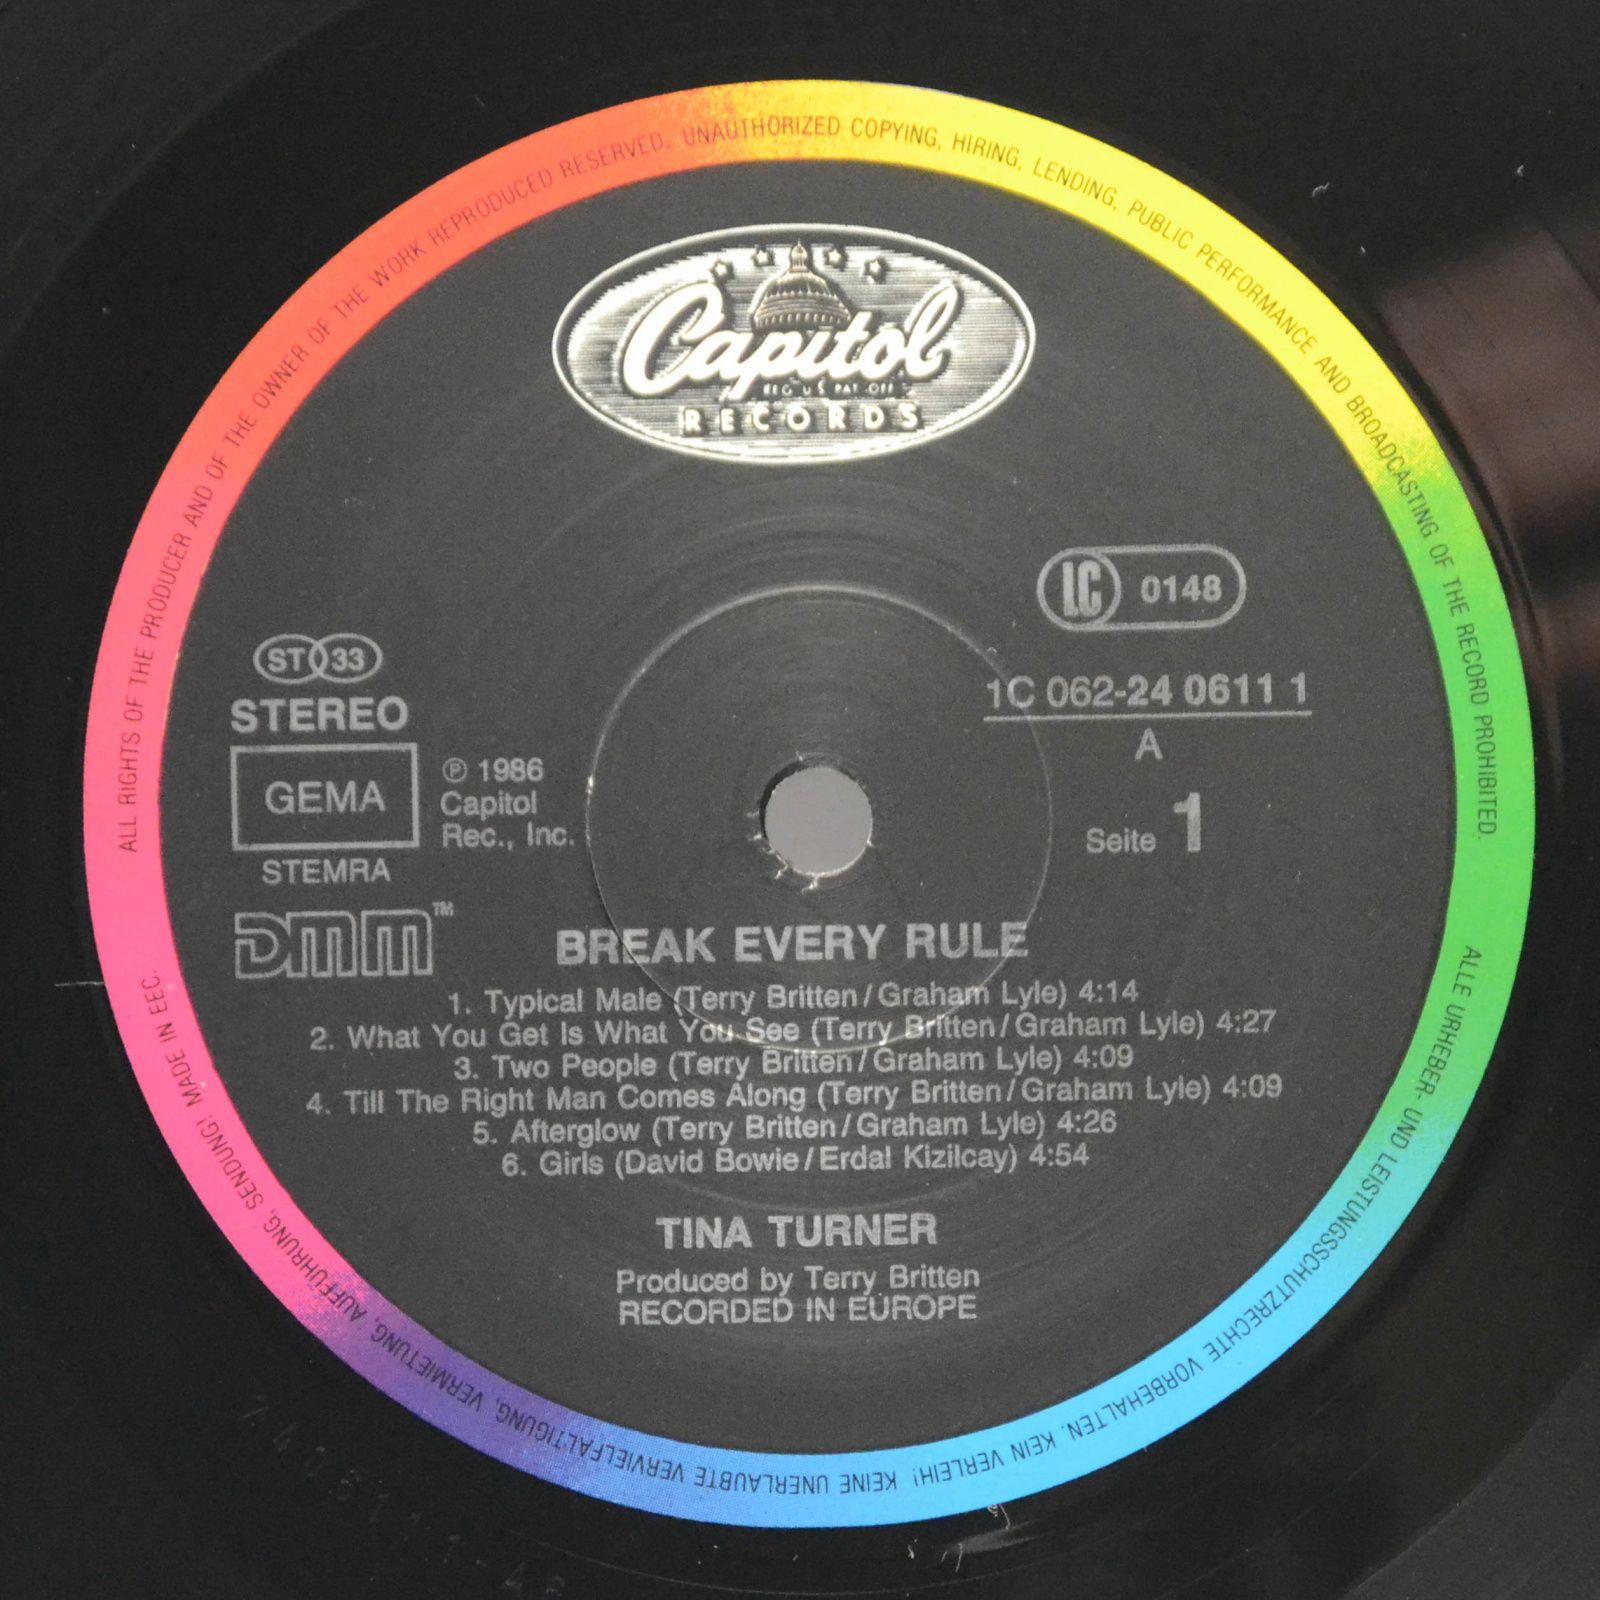 ALL RIGHTS OF THE PRODUCER AND OF THE OWNER OF THE WORK REPRODUCED RESERVED. UNAUTHORIZED COPYING, HIRING, LENDING, PUBLIC PERFORMANCE AND BROADCASTING OF THE RECORD PROHIBITED.
Capitol
REG. U.S. PAT. OFF.
RECORDS
LC 0148
1C 062-24 0611 1
A
Seite 1
ST 33
STEREO
GEMA
STEMRA
DMM™
℗ 1986
Capitol
Rec., Inc.
BREAK EVERY RULE
1. Typical Male (Terry Britten/Graham Lyle) 4:14
2. What You Get Is What You See (Terry Britten/Graham Lyle) 4:27
3. Two People (Terry Britten/Graham Lyle) 4:09
4. Till The Right Man Comes Along (Terry Britten/Graham Lyle) 4:09
5. Afterglow (Terry Britten/Graham Lyle) 4:26
6. Girls (David Bowie/Erdal Kizilcay) 4:54
TINA TURNER
Produced by Terry Britten
RECORDED IN EUROPE
ALLE URHEBER- UND LEISTUNGSSCHUTZRECHTE VORBEHALTEN. KEIN VERLEIH! KEINE UNERLAUBTE VERVIELFÄLTIGUNG, VERMIETUNG, AUFFÜHRUNG, SENDUNG! MADE IN EEC.